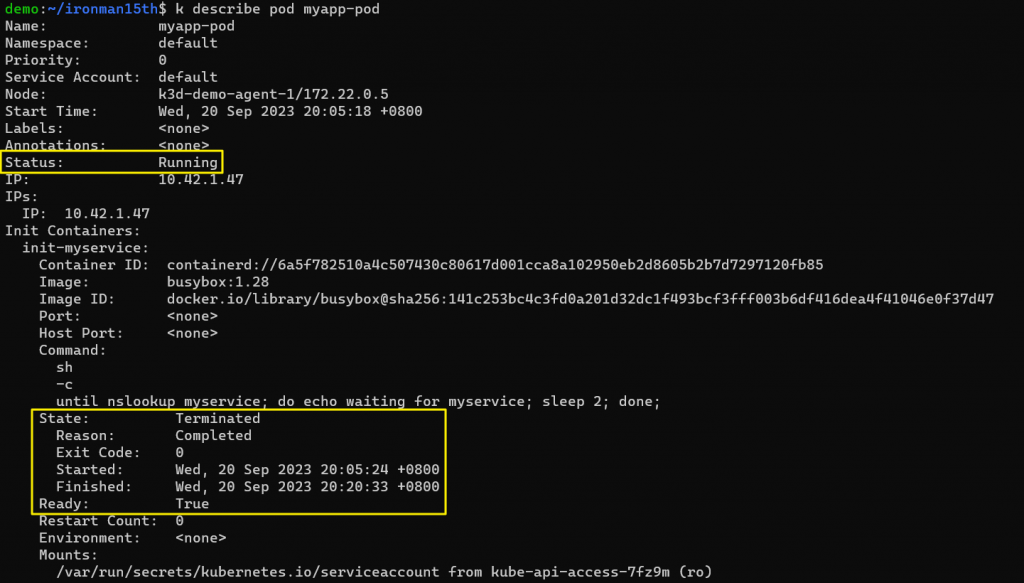 demo:~/ironman15th$ k describe pod myapp-pod
Name:             myapp-pod
Namespace:        default
Priority:         0
Service Account:  default
Node:             k3d-demo-agent-1/172.22.0.5
Start Time:       Wed, 20 Sep 2023 20:05:18 +0800
Labels:           <none>
Annotations:      <none>
Status:           Running
IP:               10.42.1.47
IPs:
  IP:  10.42.1.47
Init Containers:
  init-myservice:
    Container ID:  containerd://6a5f782510a4c507430c80617d001cca8a102950eb2d8605b2b7d7297120fb85
    Image:         busybox:1.28
    Image ID:      docker.io/library/busybox@sha256:141c253bc4c3fd0a201d32dc1f493bcf3fff003b6df416dea4f41046e0f37d47
    Port:          <none>
    Host Port:     <none>
    Command:
      sh
      -c
      until nslookup myservice; do echo waiting for myservice; sleep 2; done;
    State:          Terminated
      Reason:       Completed
      Exit Code:    0
      Started:      Wed, 20 Sep 2023 20:05:24 +0800
      Finished:     Wed, 20 Sep 2023 20:20:33 +0800
    Ready:          True
    Restart Count:  0
    Environment:    <none>
    Mounts:
      /var/run/secrets/kubernetes.io/serviceaccount from kube-api-access-7fz9m (ro)